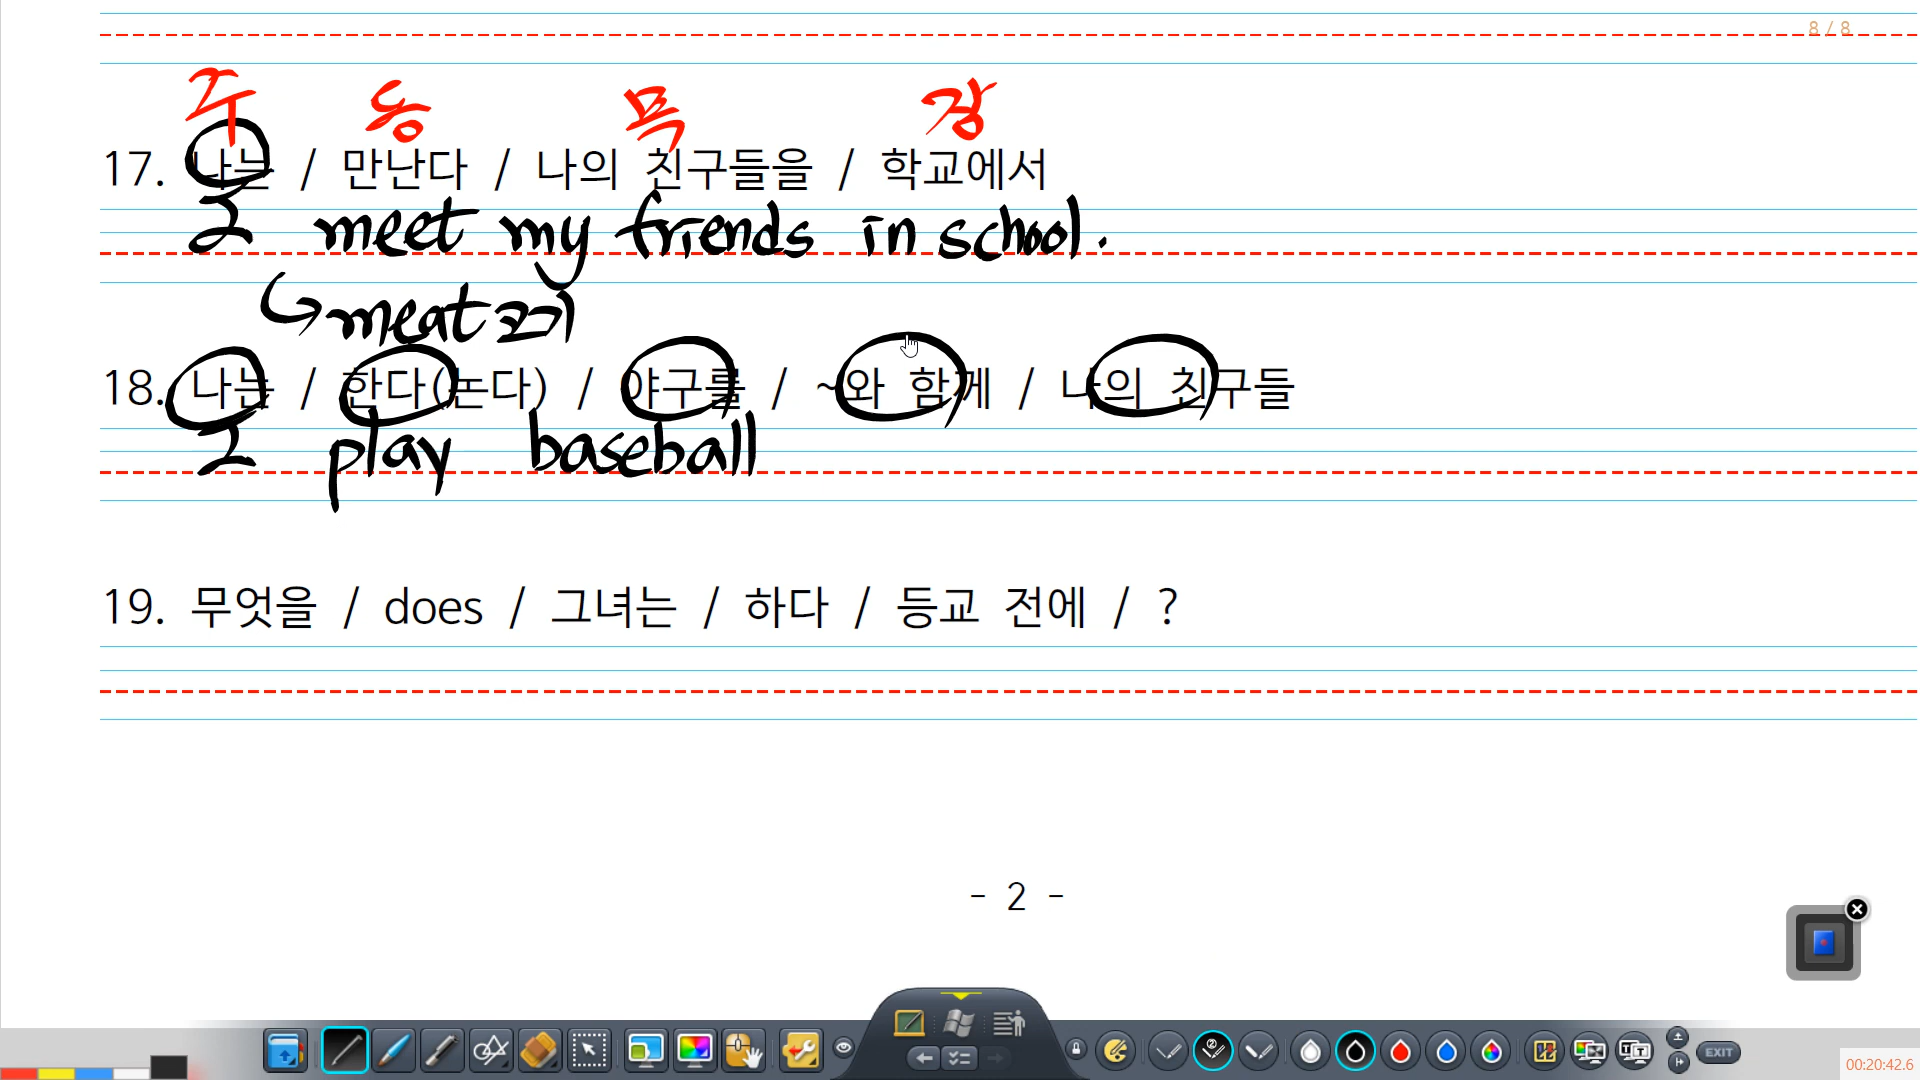 8 / 8
주 동 목 장
17. 나는 / 만난다 / 나의 친구들을 / 학교에서
I meet my friends in school.
meat 고기
18. 나는 / 한다(논다) / 야구를 / ~와 함께 / 나의 친구들
I play baseball
19. 무엇을 / does / 그녀는 / 하다 / 등교 전에 / ?
- 2 -
EXIT
00:20:42.6